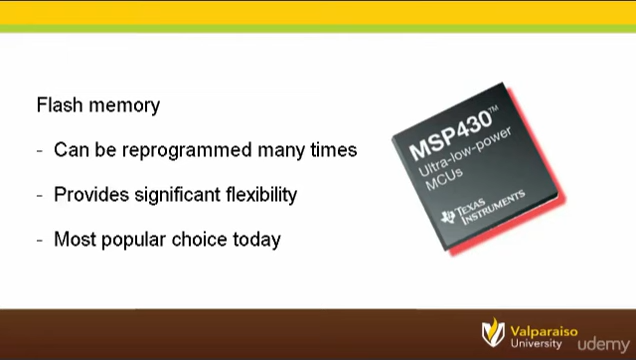 Flash memory
- Can be reprogrammed many times
- Provides significant flexibility
- Most popular choice today
MSP430™
Ultra-low-power
MCUs
TEXAS
INSTRUMENTS
Valparaiso
University
udemy